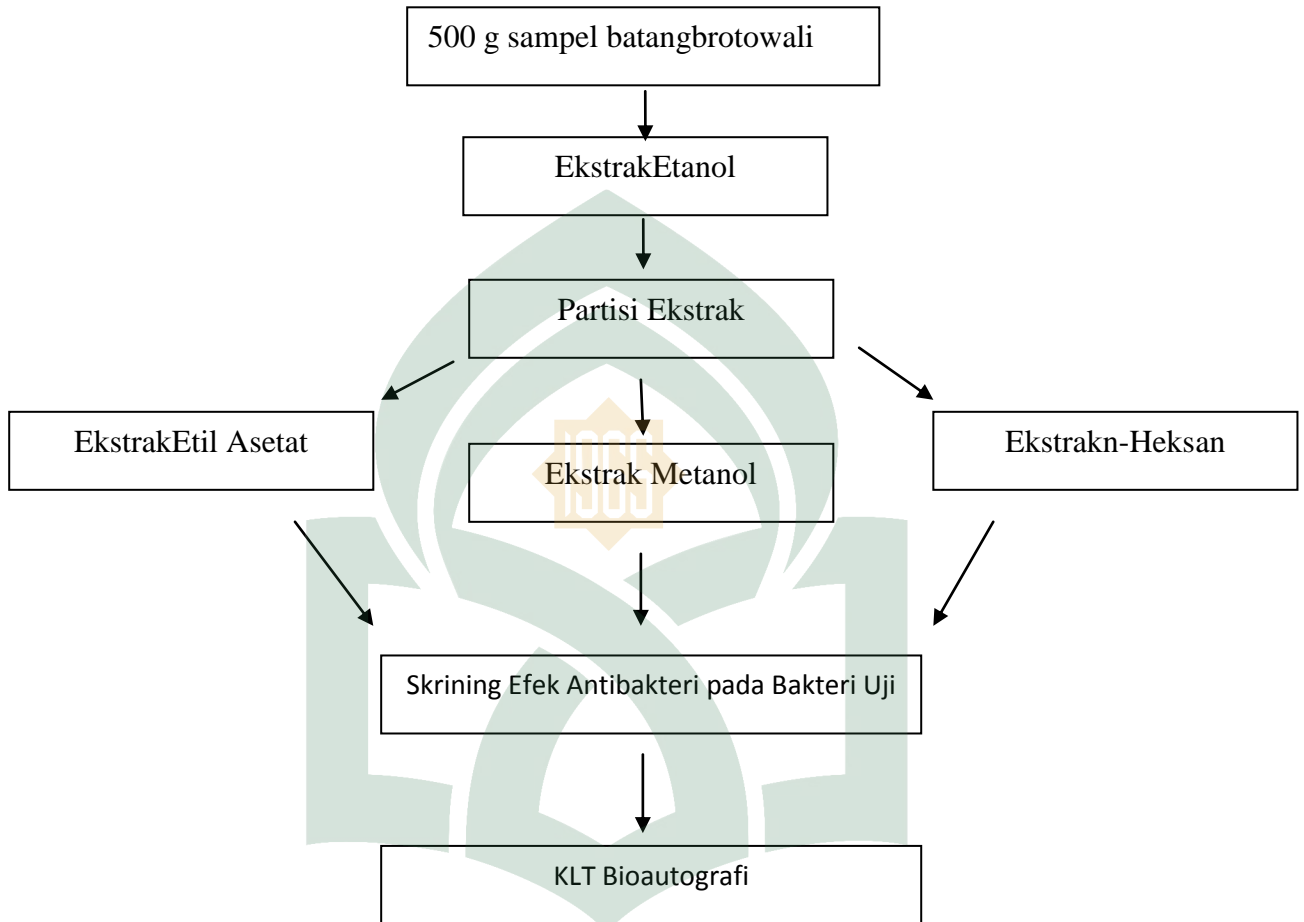 500 g sampel batangbrotowali
EkstrakEtanol
Partisi Ekstrak
EkstrakEtil Asetat
Ekstrak Metanol
Ekstrakn-Heksan
Skrining Efek Antibakteri pada Bakteri Uji
KLT Bioautografi